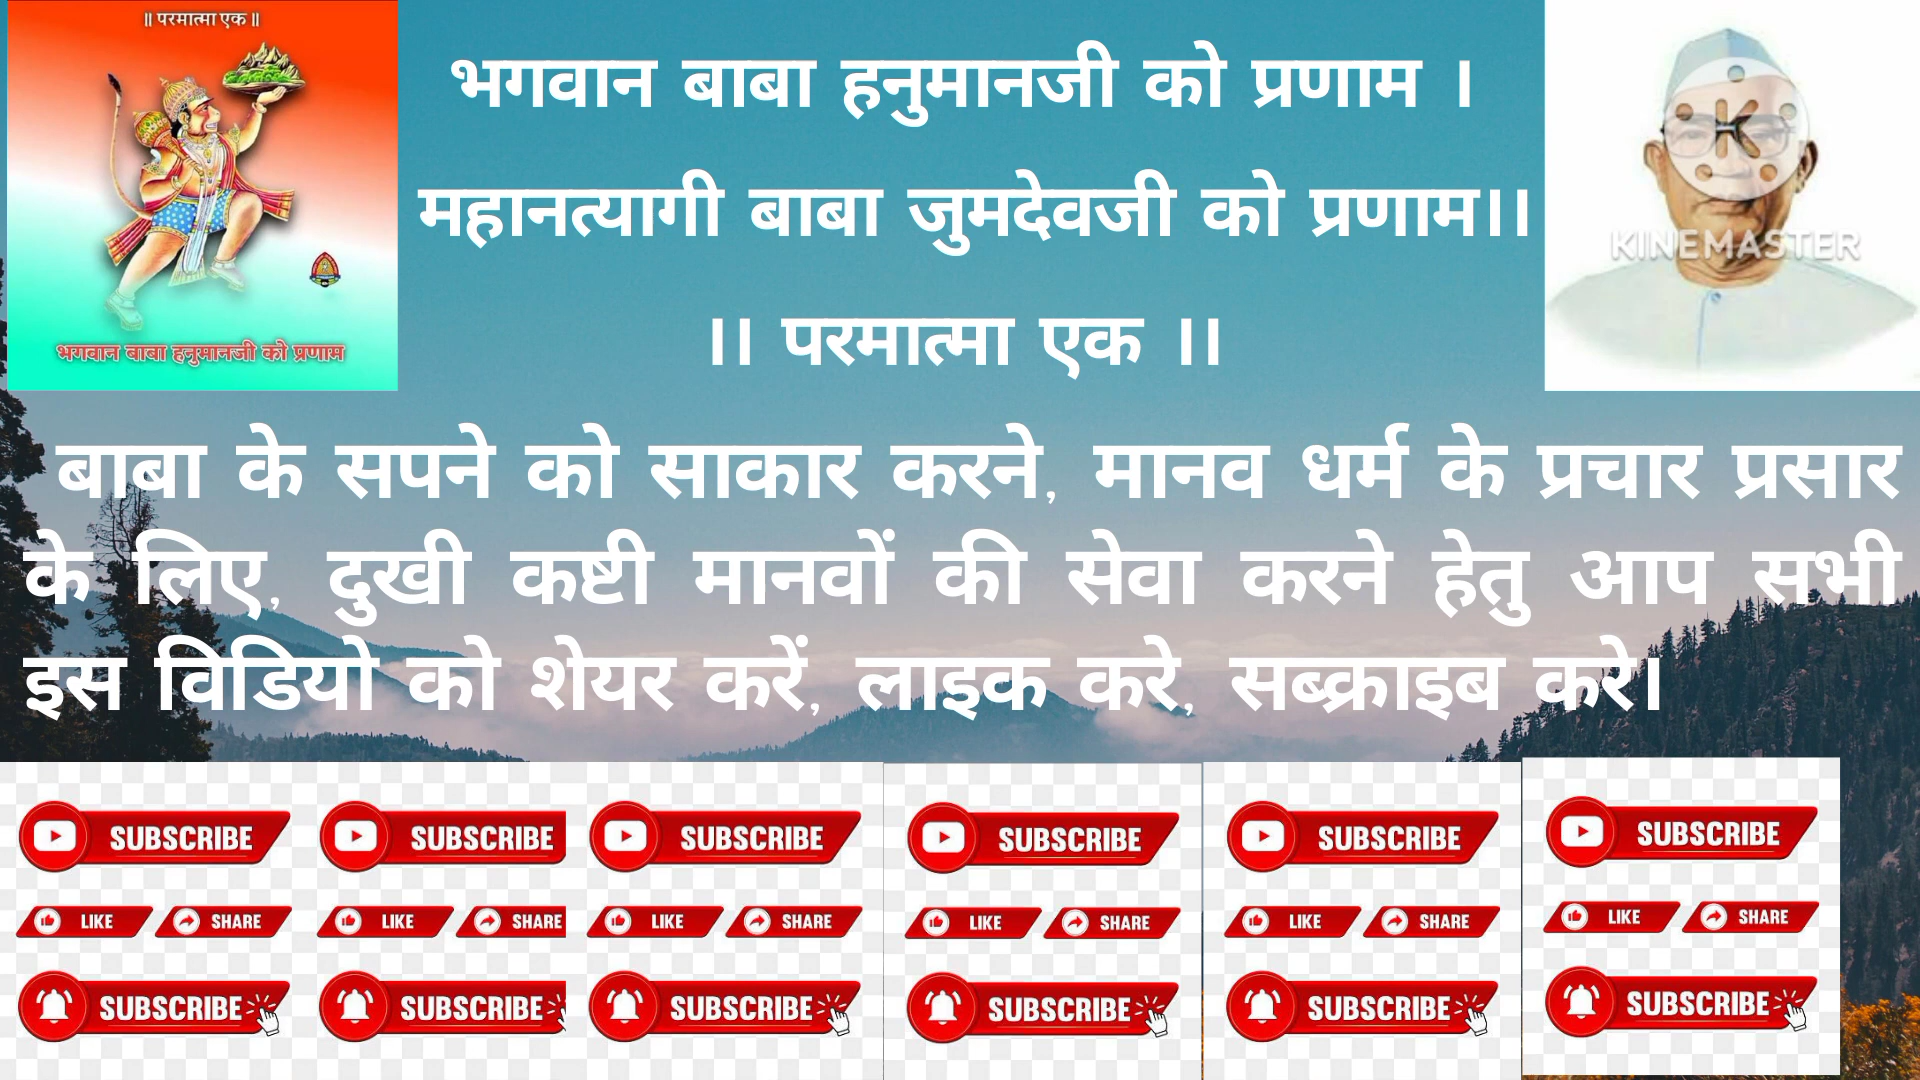 ॥ परमात्मा एक ॥
भगवान बाबा हनुमानजी को प्रणाम
भगवान बाबा हनुमानजी को प्रणाम ।
महानत्यागी बाबा जुमदेवजी को प्रणाम।।
।। परमात्मा एक ।।
K
KINEMASTER
बाबा के सपने को साकार करने, मानव धर्म के प्रचार प्रसार
के लिए, दुखी कष्टी मानवों की सेवा करने हेतु आप सभी
इस विडियो को शेयर करें, लाइक करे, सब्क्राइब करे।
SUBSCRIBE SUBSCRIBE SUBSCRIBE SUBSCRIBE SUBSCRIBE SUBSCRIBE
LIKE SHARE LIKE SHARE LIKE SHARE LIKE SHARE LIKE SHARE LIKE SHARE
SUBSCRIBE SUBSCRIBE SUBSCRIBE SUBSCRIBE SUBSCRIBE SUBSCRIBE